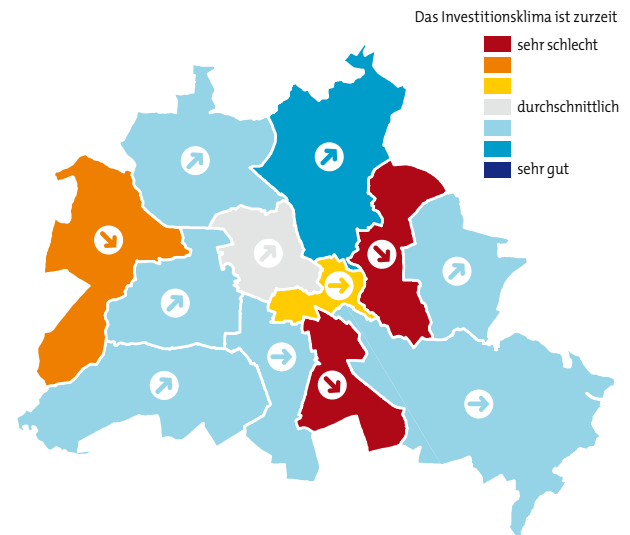 Das Investitionsklima ist zurzeit
sehr schlecht
durchschnittlich
sehr gut